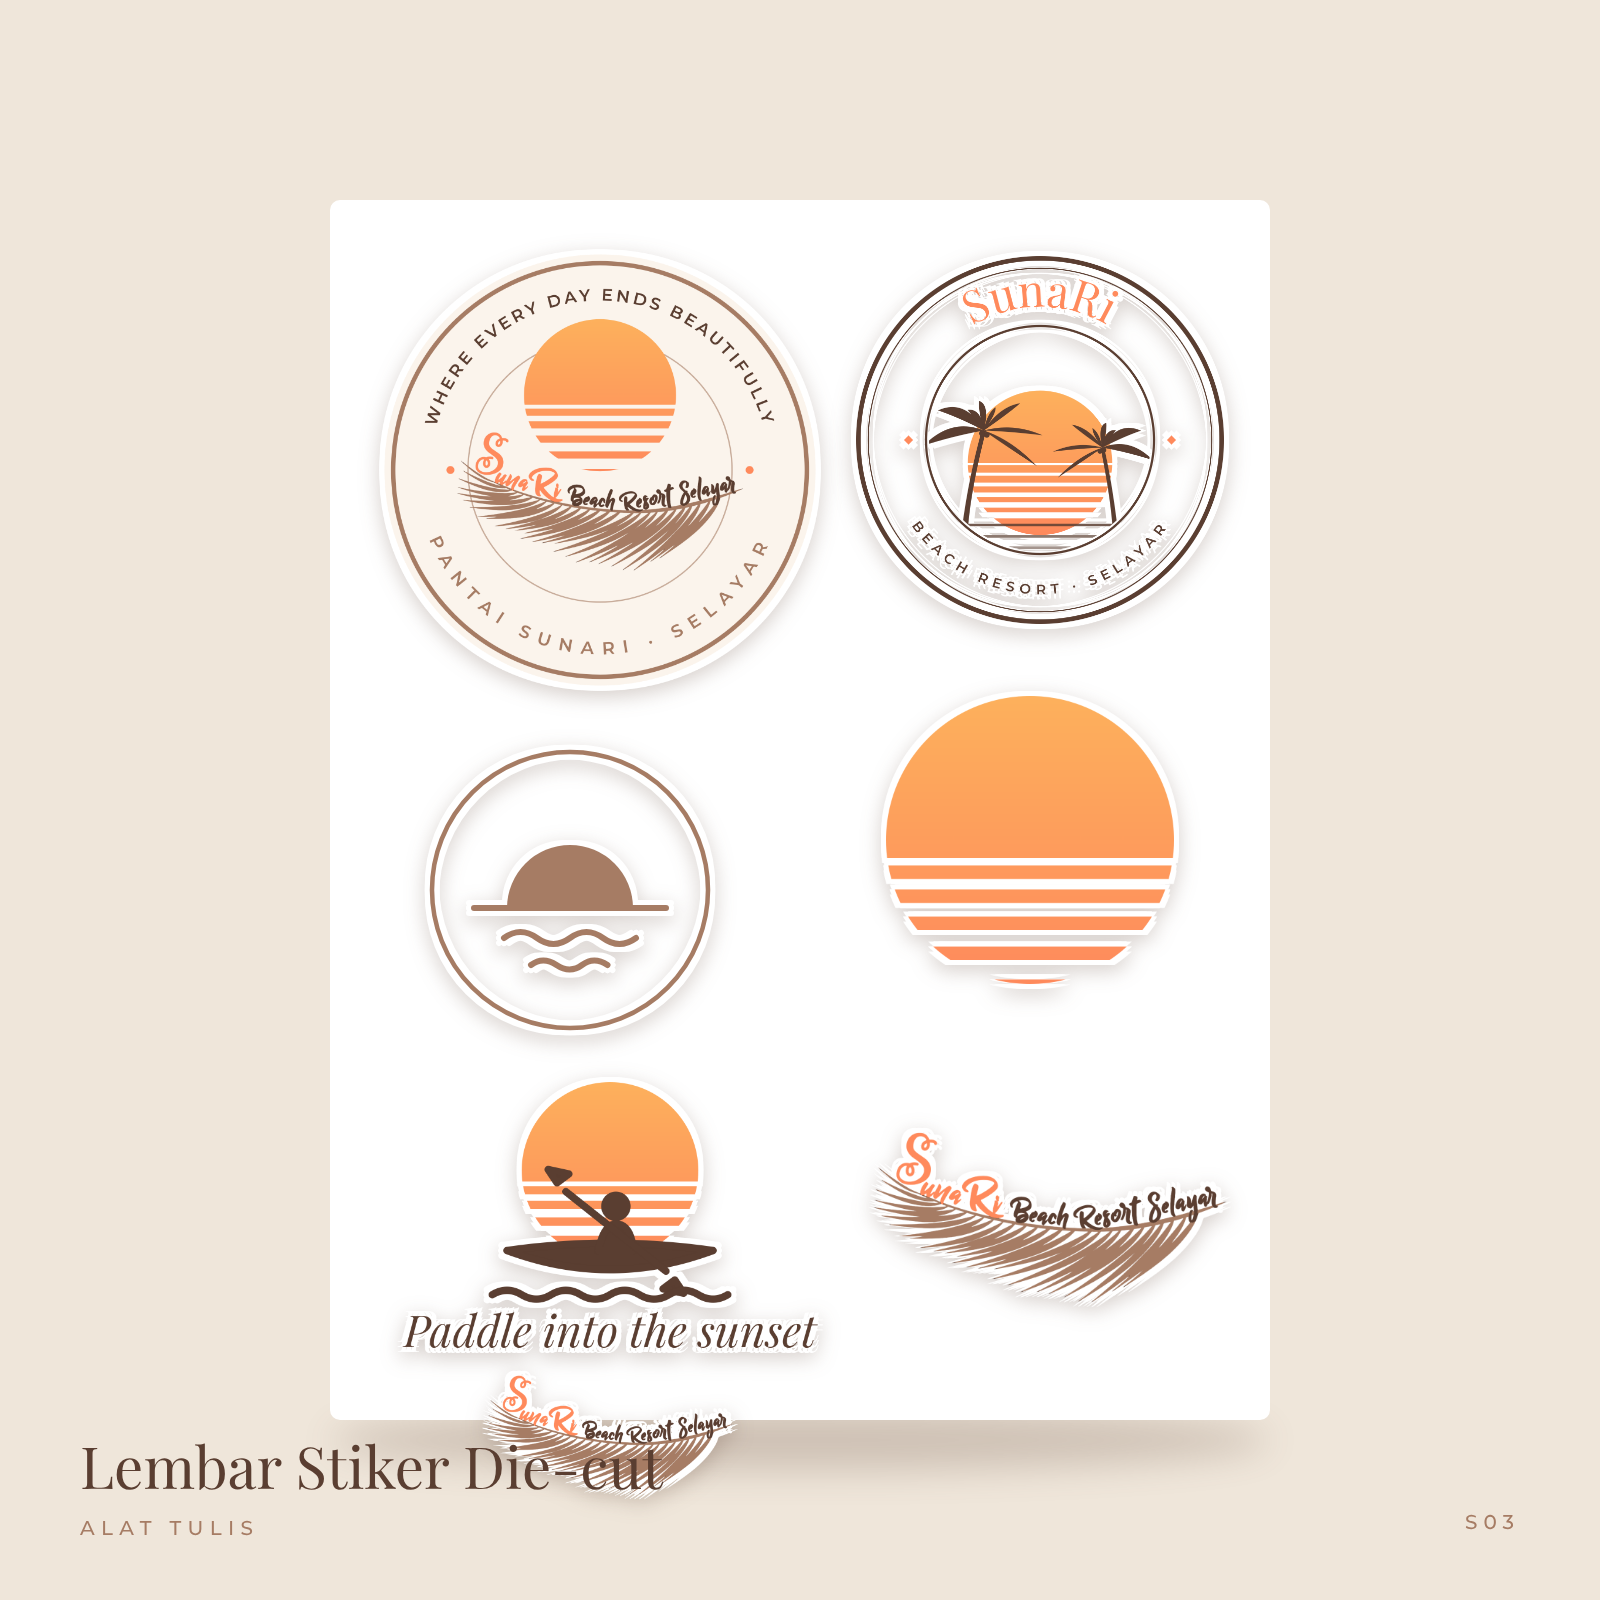 WHERE EVERY DAY ENDS BEAUTIFULLY
SunaRi Beach Resort Selayar
PANTAI SUNARI · SELAYAR
SunaRi
BEACH RESORT · SELAYAR
Paddle into the sunset
SunaRi Beach Resort Selayar
SunaRi Beach Resort Selayar
Lembar Stiker Die-cut
ALAT TULIS
S03